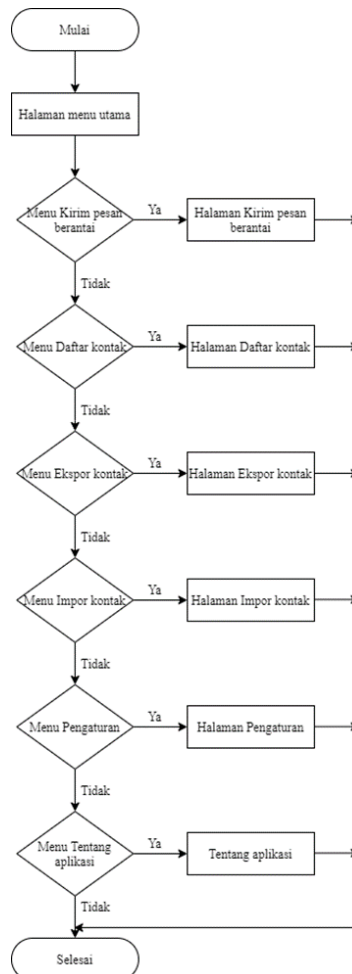 Mulai
Halaman menu utama
Menu Kirim pesan
berantai
Ya
Halaman Kirim pesan
berantai
Tidak
Menu Daftar kontak
Ya
Halaman Daftar kontak
Tidak
Menu Ekspor kontak
Ya
Halaman Ekspor kontak
Tidak
Menu Impor kontak
Ya
Halaman Impor kontak
Tidak
Menu Pengaturan
Ya
Halaman Pengaturan
Tidak
Menu Tentang
aplikasi
Ya
Tentang aplikasi
Tidak
Selesai